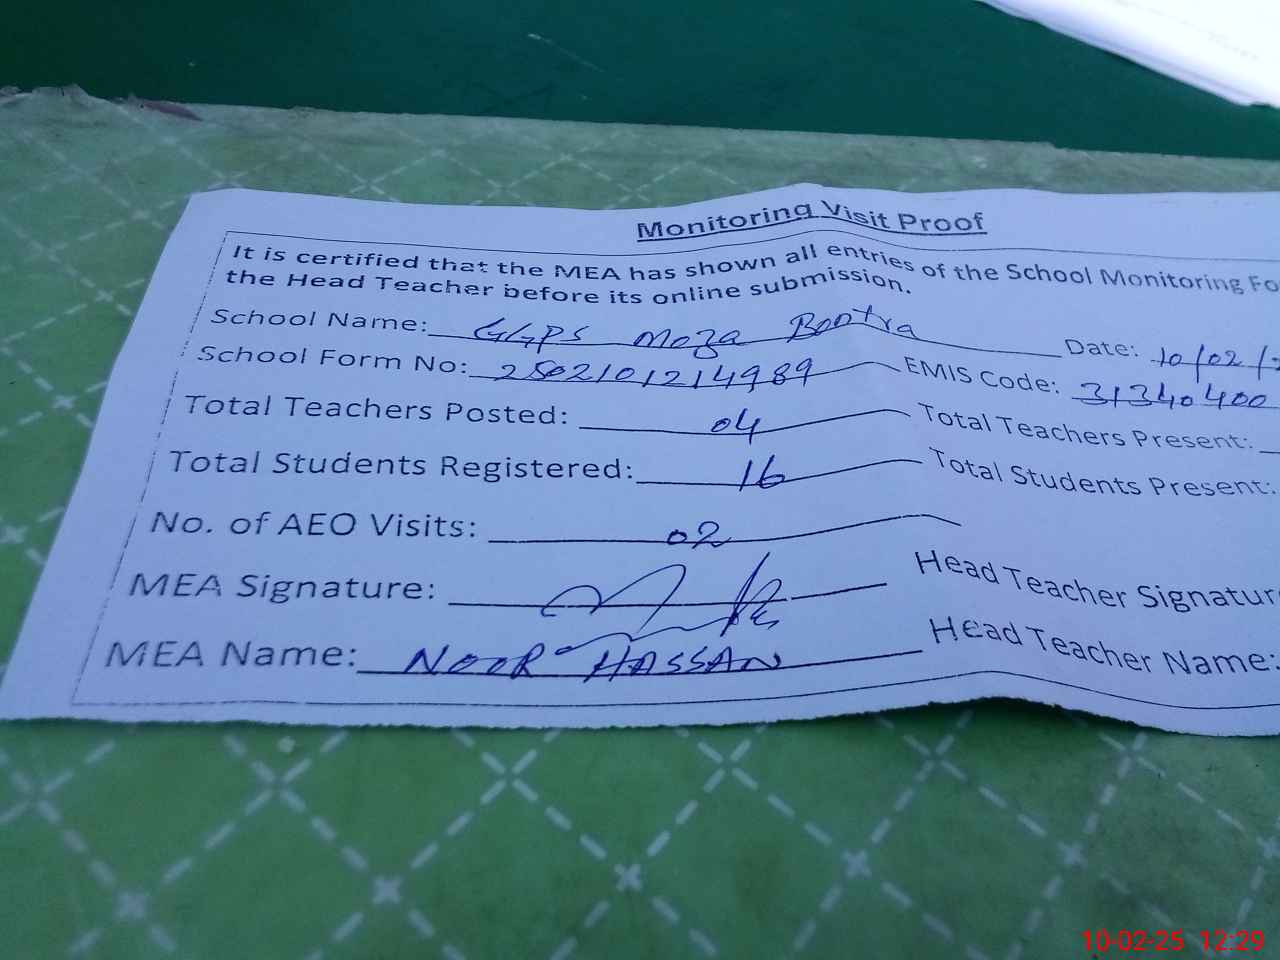 Monitoring Visit Proof
It is certified that the MEA has shown all entries of the School Monitoring Fo
the Head Teacher before its online submission.
School Name: GGPS Moza Bootra Date: 10/02/2
School Form No: 2502101214989 EMIS Code: 31340400
Total Teachers Posted: 04 Total Teachers Present:
Total Students Registered: 16 Total Students Present:
No. of AEO Visits: 02
MEA Signature: Head Teacher Signatur
MEA Name: NOOR HASSAN Head Teacher Name:
10-02-25 12:29